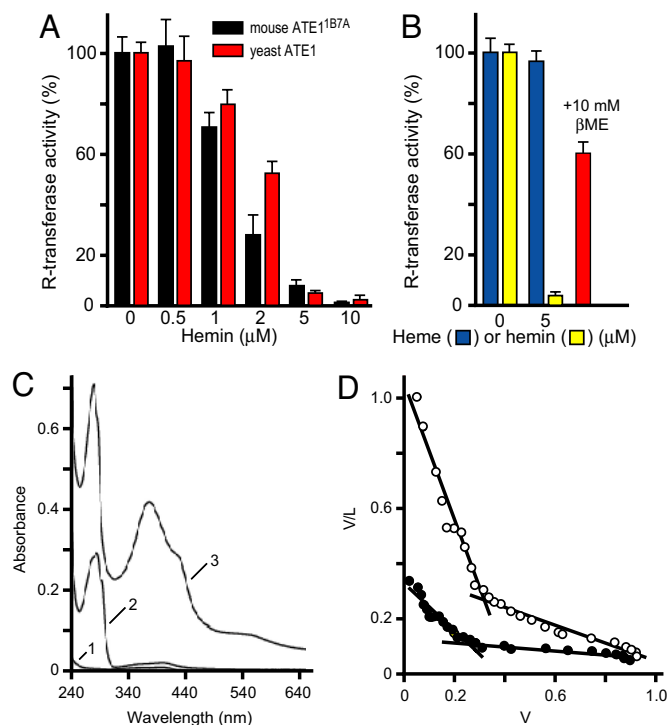 A
mouse ATE1^1B7A
yeast ATE1
R-transferase activity (%)
100
60
20
0
0 0.5 1 2 5 10
Hemin (μM)
B
+10 mM
βME
R-transferase activity (%)
100
60
20
0
0 5
Heme ( ) or hemin ( ) (μM)
C
Absorbance
0.6
0.4
0.2
0
1
2
3
240 340 440 540 640
Wavelength (nm)
D
V/L
1.0
0.6
0.2
0
0 0.2 0.6 1.0
V